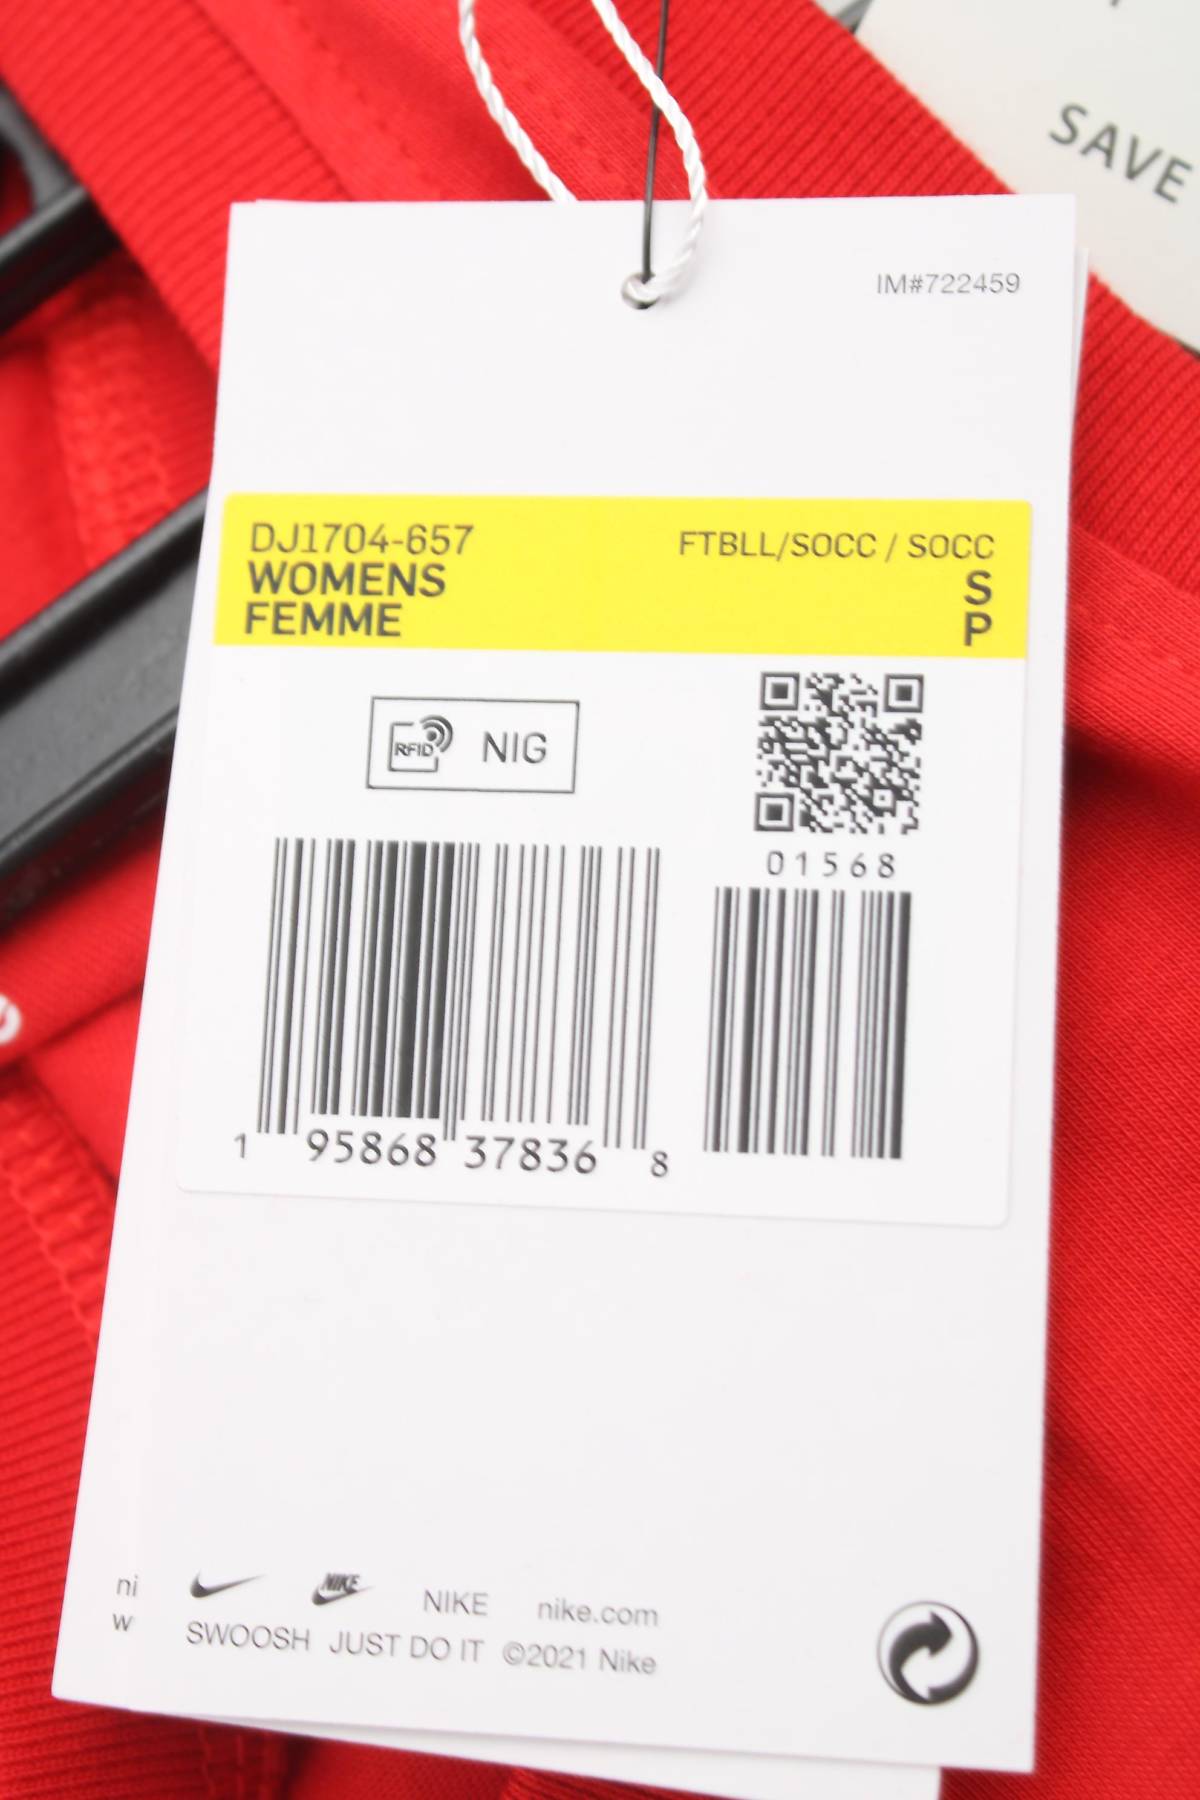 SAVE
IM#722459
DJ1704-657
FTBLL/SOCC / SOCC
WOMENS
S
FEMME
P
RFID NIG
01568
1 95868 37836 8
ni
NIKE NIKE nike.com
w
SWOOSH JUST DO IT ©2021 Nike